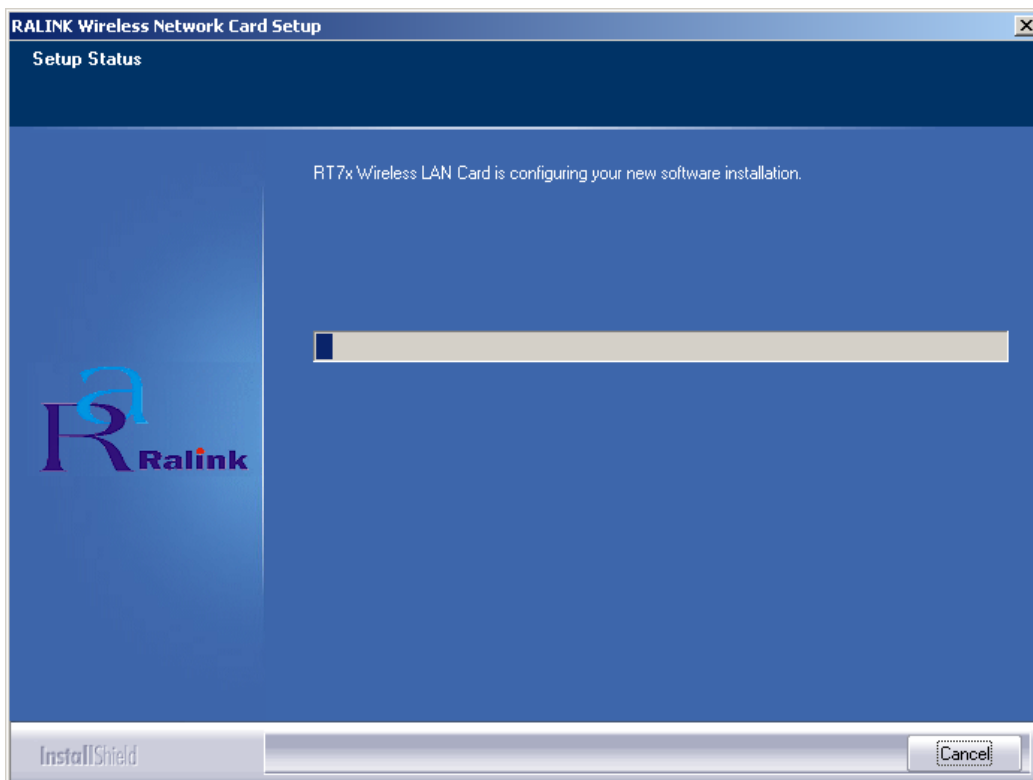 RALINK Wireless Network Card Setup
Setup Status
RT7x Wireless LAN Card is configuring your new software installation.
Ra
Ralink
InstallShield
Cancel